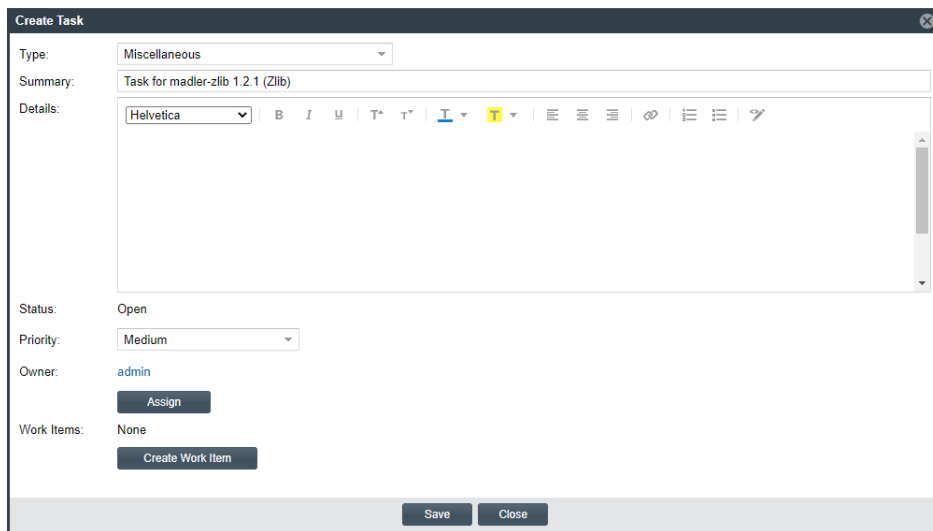 Create Task
Type: Miscellaneous
Summary: Task for madler-zlib 1.2.1 (Zlib)
Details:
Helvetica B I U T T T T
Status: Open
Priority: Medium
Owner: admin
Assign
Work Items: None
Create Work Item
Save Close